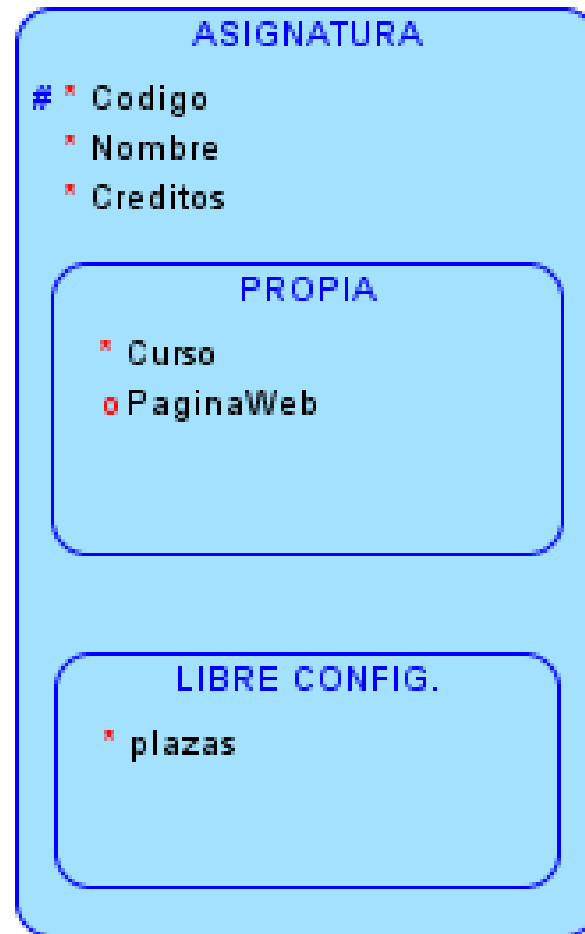 ASIGNATURA
# * Codigo
* Nombre
* Creditos
PROPIA
* Curso
o PaginaWeb
LIBRE CONFIG.
* plazas